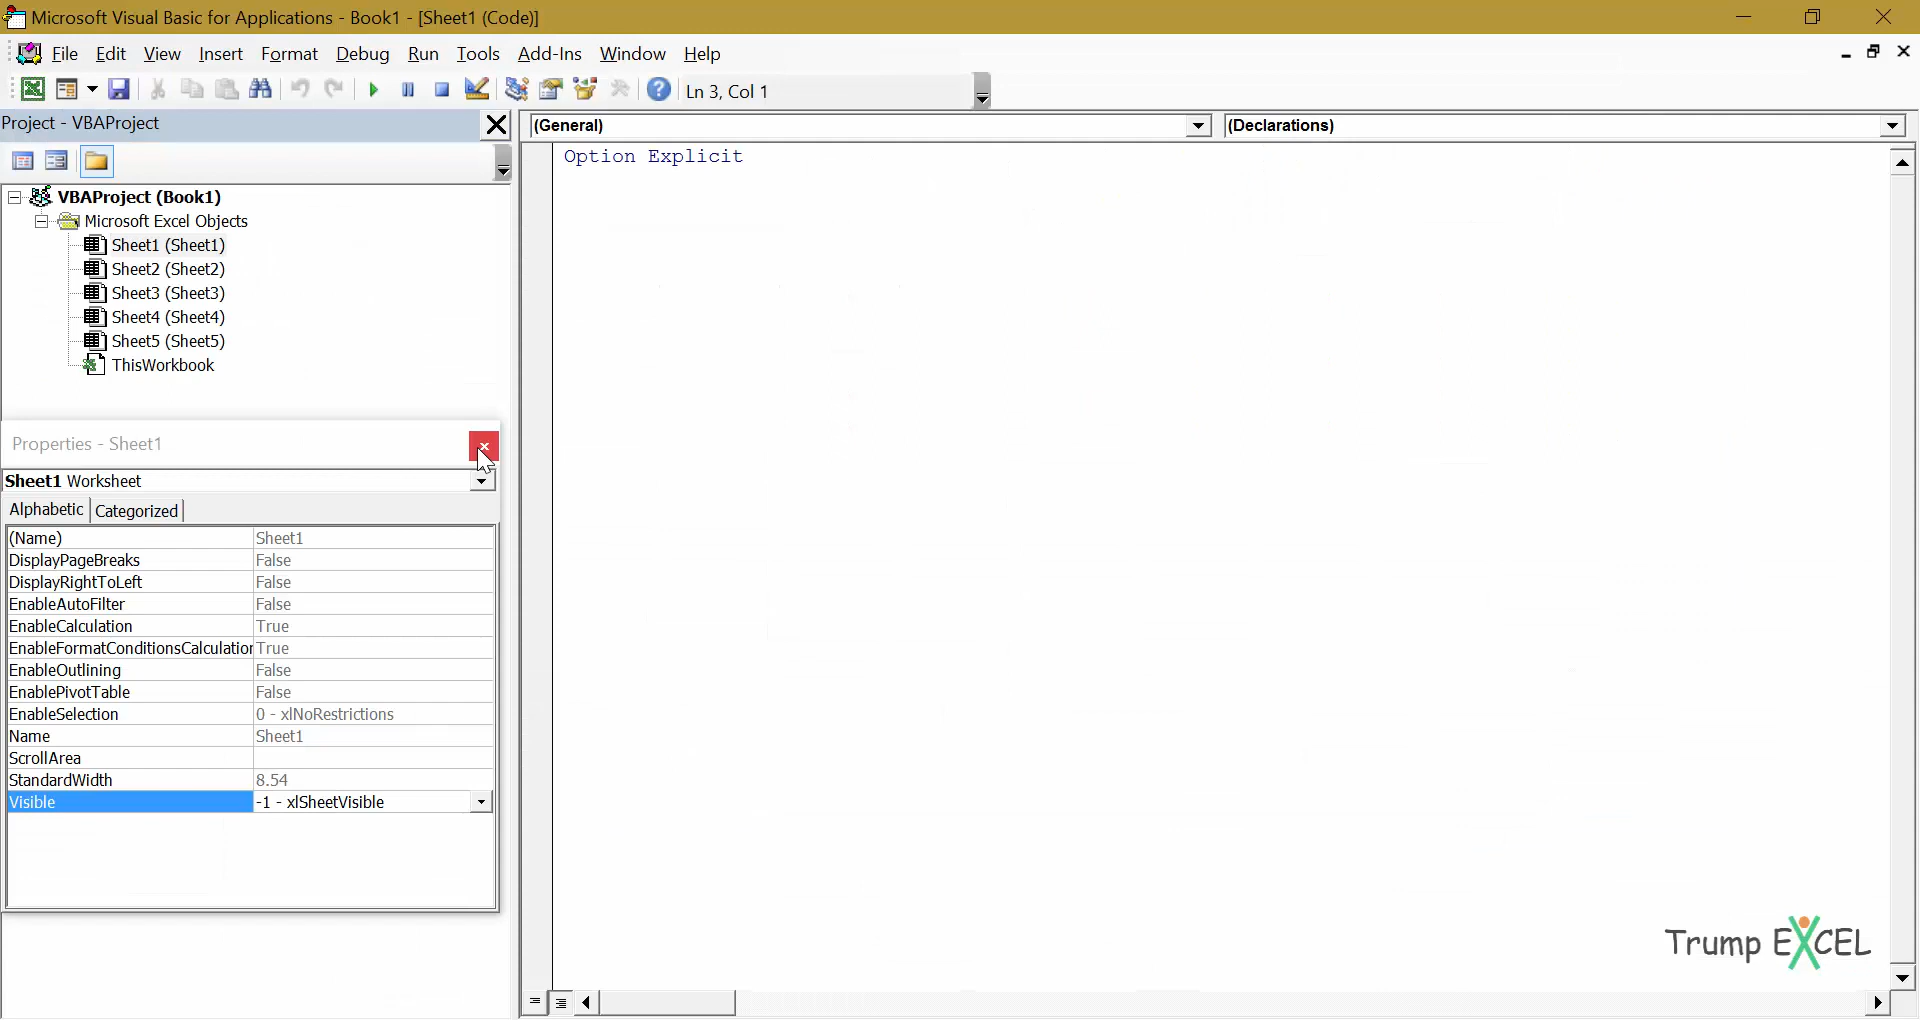 Microsoft Visual Basic for Applications - Book1 - [Sheet1 (Code)]
File Edit View Insert Format Debug Run Tools Add-Ins Window Help
Ln 3, Col 1
Project - VBAProject
(General) (Declarations)
Option Explicit
VBAProject (Book1)
Microsoft Excel Objects
Sheet1 (Sheet1)
Sheet2 (Sheet2)
Sheet3 (Sheet3)
Sheet4 (Sheet4)
Sheet5 (Sheet5)
ThisWorkbook
Properties - Sheet1
Sheet1 Worksheet
Alphabetic Categorized
(Name) Sheet1
DisplayPageBreaks False
DisplayRightToLeft False
EnableAutoFilter False
EnableCalculation True
EnableFormatConditionsCalculation True
EnableOutlining False
EnablePivotTable False
EnableSelection 0 - xlNoRestrictions
Name Sheet1
ScrollArea
StandardWidth 8.54
Visible -1 - xlSheetVisible
Trump EXCEL